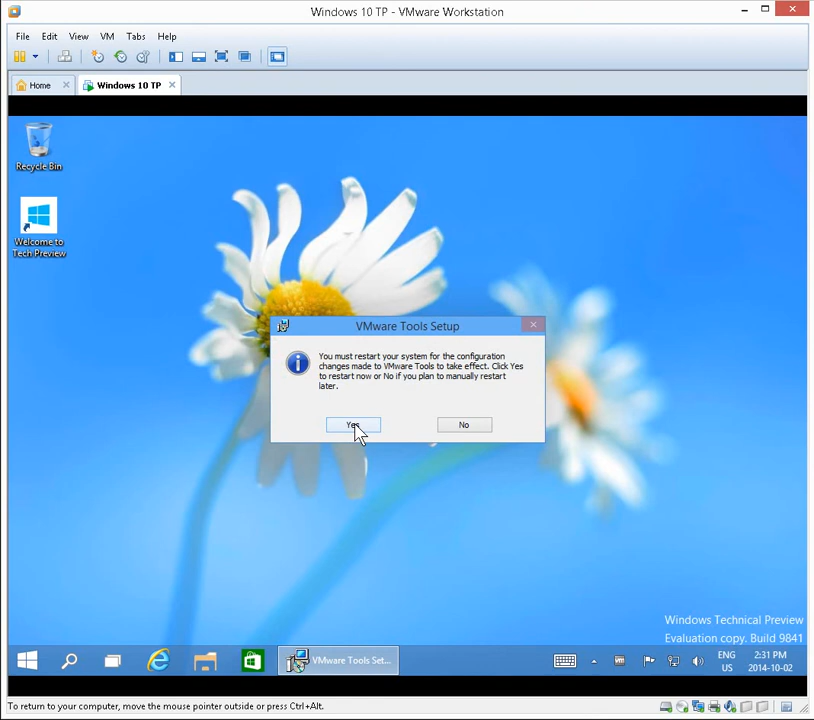 Windows 10 TP - VMware Workstation
File Edit View VM Tabs Help
Home Windows 10 TP
Recycle Bin
Welcome to
Tech Preview
VMware Tools Setup
You must restart your system for the configuration
changes made to VMware Tools to take effect. Click Yes
to restart now or No if you plan to manually restart
later.
Yes No
Windows Technical Preview
Evaluation copy. Build 9841
VMware Tools Set...
ENG
US
2:31 PM
2014-10-02
To return to your computer, move the mouse pointer outside or press Ctrl+Alt.